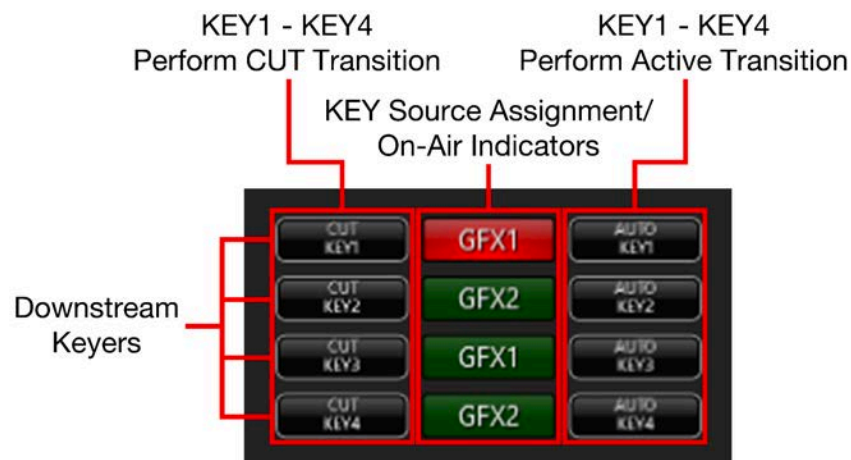 KEY1 - KEY4
Perform CUT Transition
KEY1 - KEY4
Perform Active Transition
KEY Source Assignment/
On-Air Indicators
Downstream
Keyers
CUT
KEY1
GFX1
AUTO
KEY1
CUT
KEY2
GFX2
AUTO
KEY2
CUT
KEY3
GFX1
AUTO
KEY3
CUT
KEY4
GFX2
AUTO
KEY4